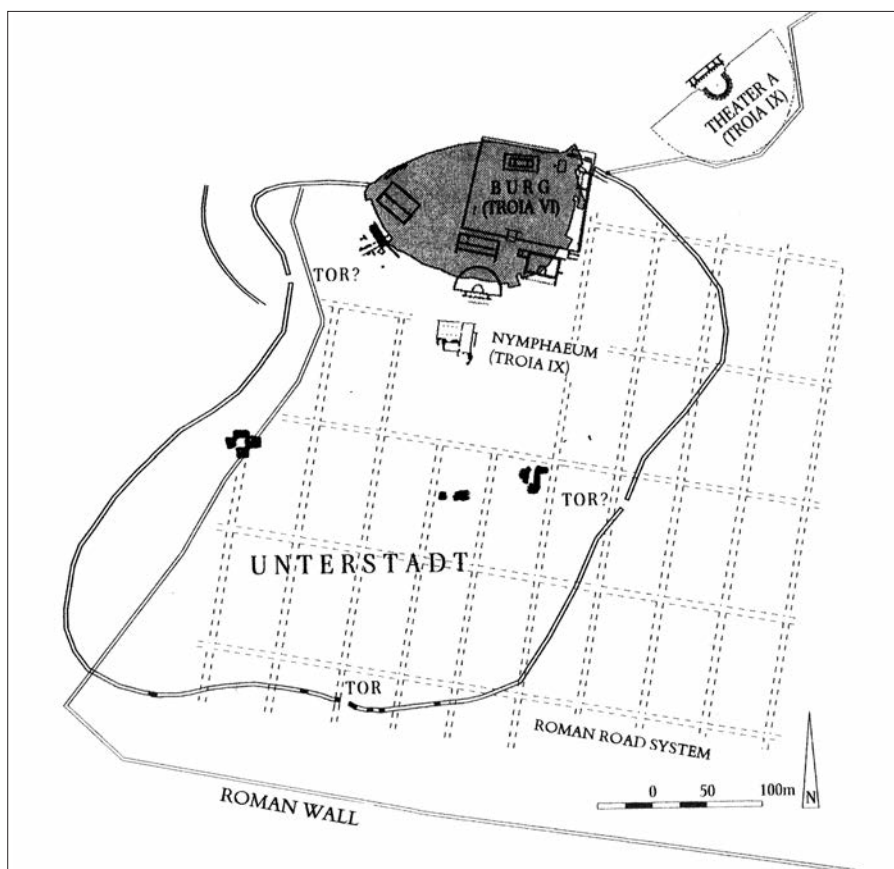 THEATER A
(TROIA IX)
BURG
(TROIA VI)
TOR?
NYMPHAEUM
(TROIA IX)
TOR?
UNTERSTADT
TOR
ROMAN ROAD SYSTEM
ROMAN WALL
0 50 100m
N